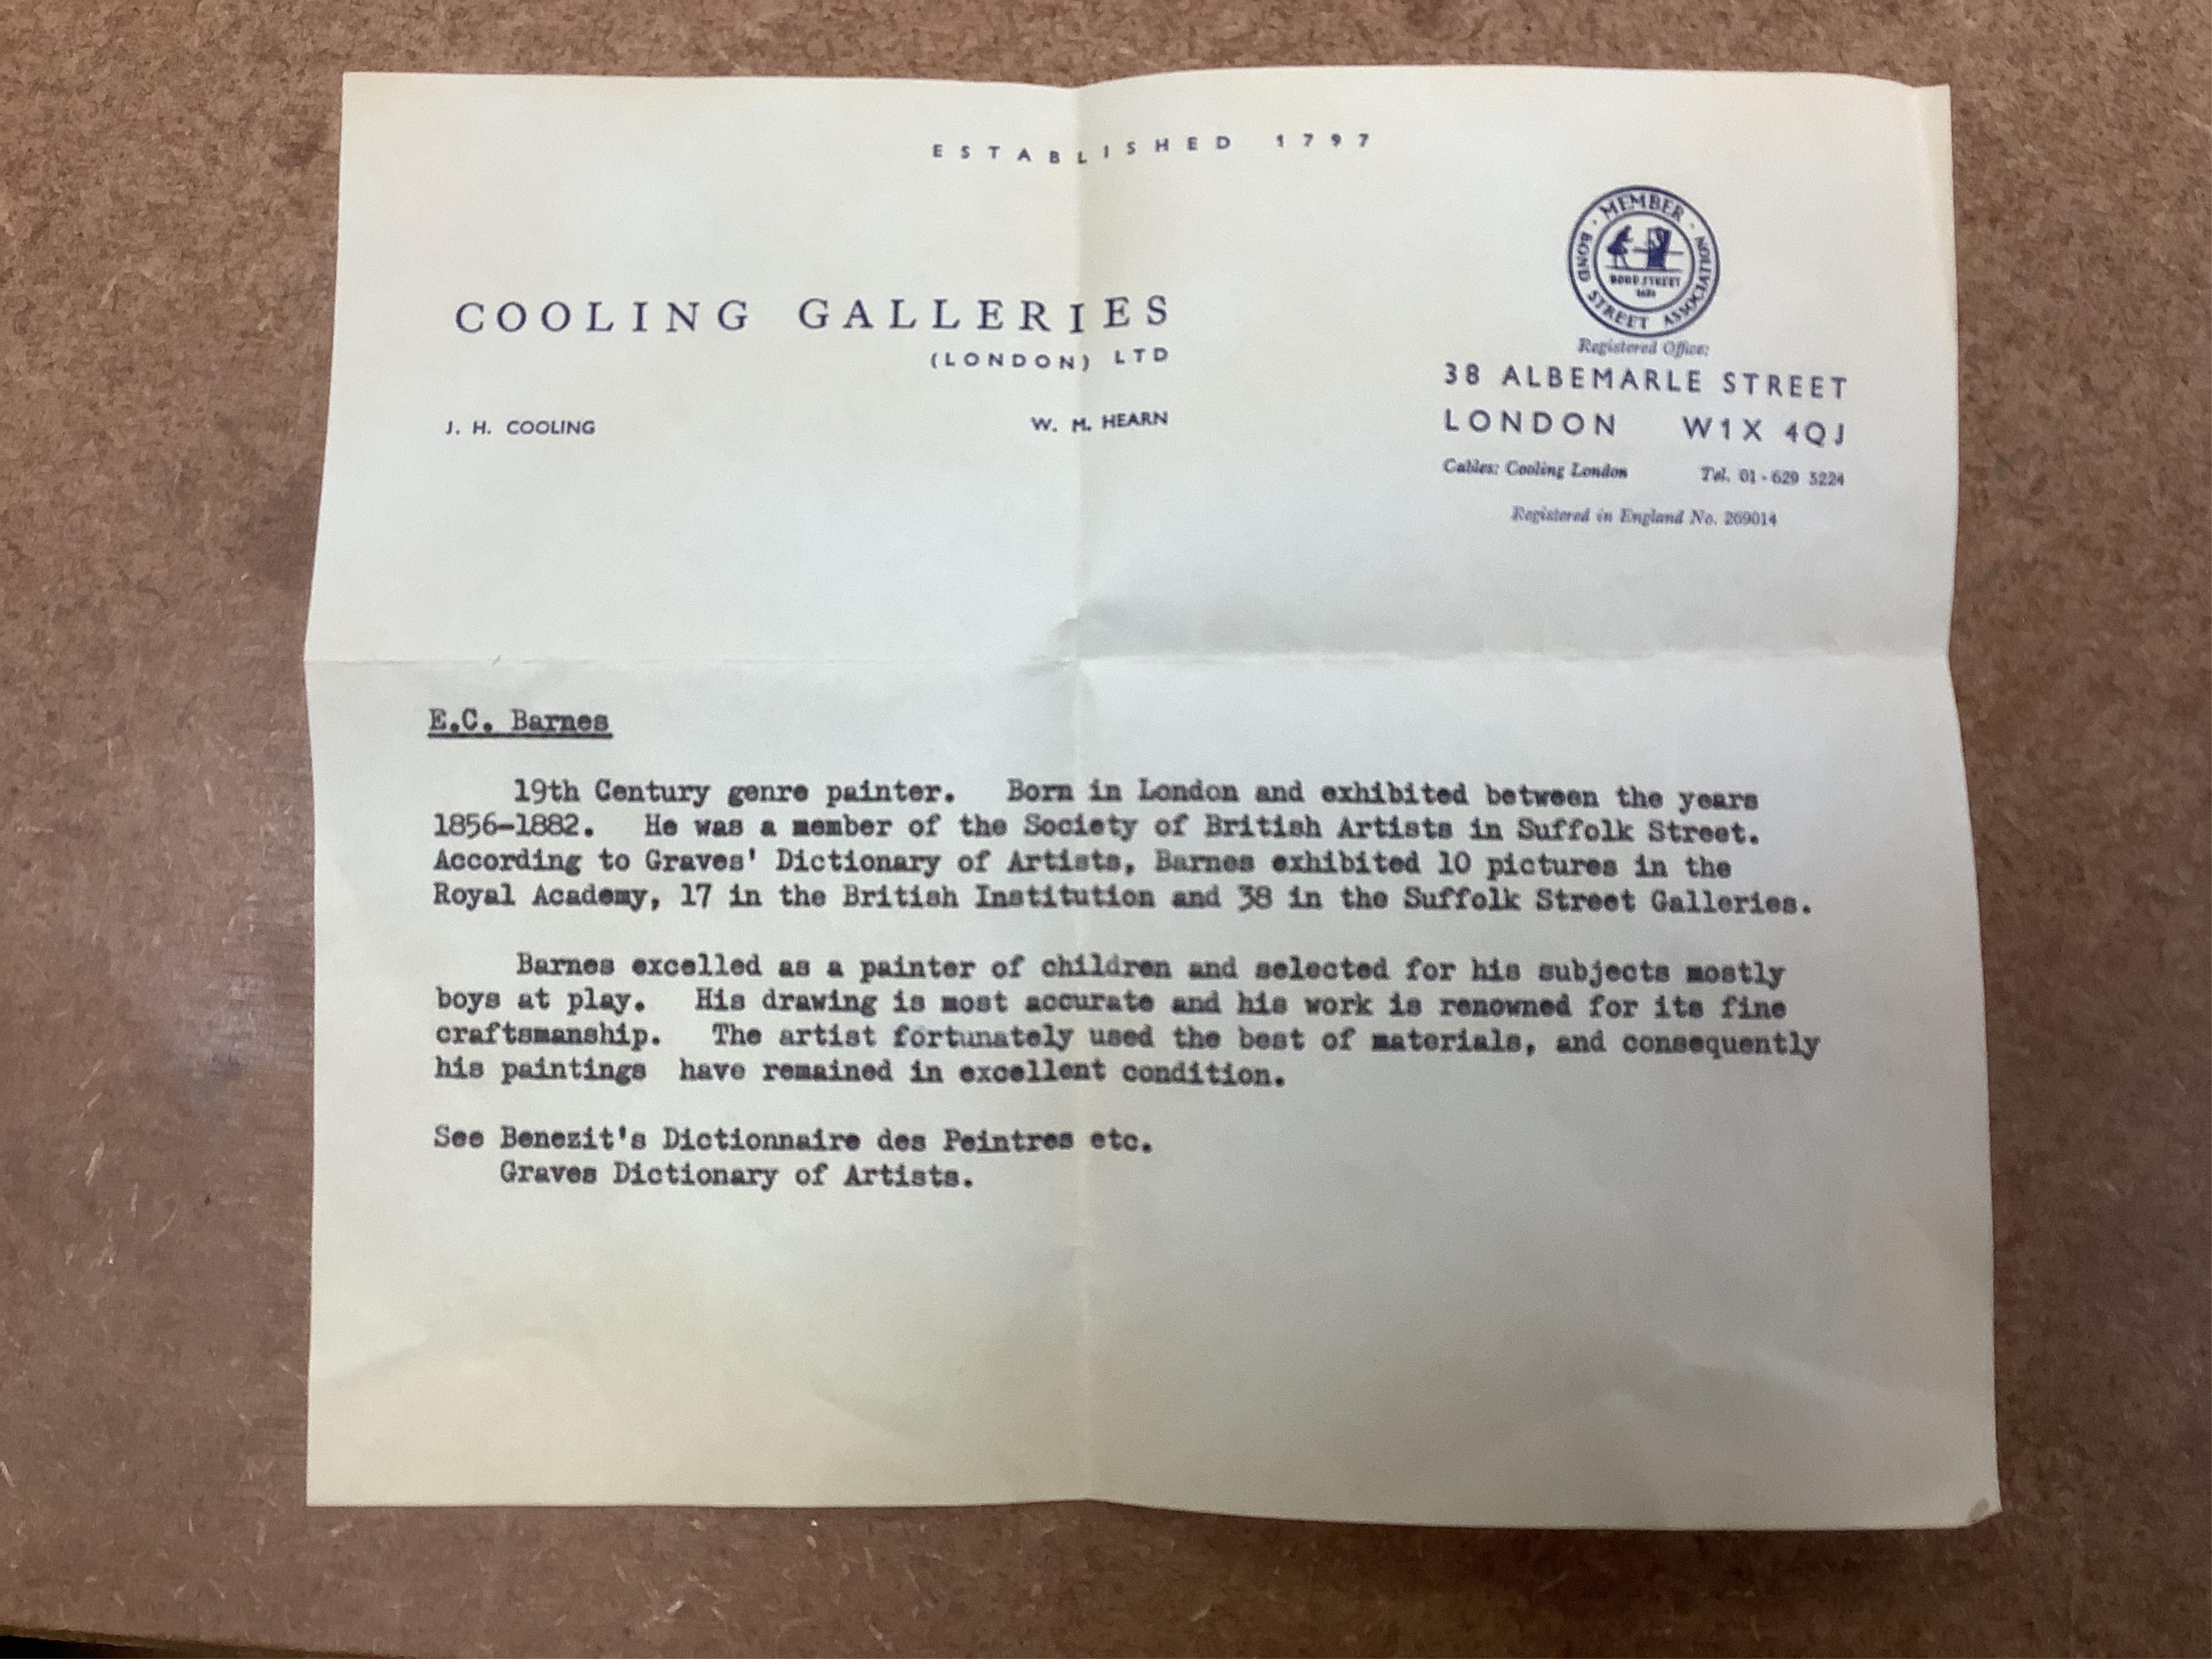 ESTABLISHED 1797
MEMBER
BOND STREET ASSOCIATION
BOND STREET
COOLING GALLERIES
(LONDON) LTD
J. H. COOLING W. M. HEARN
Registered Office:
38 ALBEMARLE STREET
LONDON W1X 4QJ
Cables: Cooling London Tel. 01-629 5224
Registered in England No. 269014
E.C. Barnes
19th Century genre painter. Born in London and exhibited between the years
1856-1882. He was a member of the Society of British Artists in Suffolk Street.
According to Graves' Dictionary of Artists, Barnes exhibited 10 pictures in the
Royal Academy, 17 in the British Institution and 38 in the Suffolk Street Galleries.
Barnes excelled as a painter of children and selected for his subjects mostly
boys at play. His drawing is most accurate and his work is renowned for its fine
craftsmanship. The artist fortunately used the best of materials, and consequently
his paintings have remained in excellent condition.
See Benezit's Dictionnaire des Peintres etc.
Graves Dictionary of Artists.